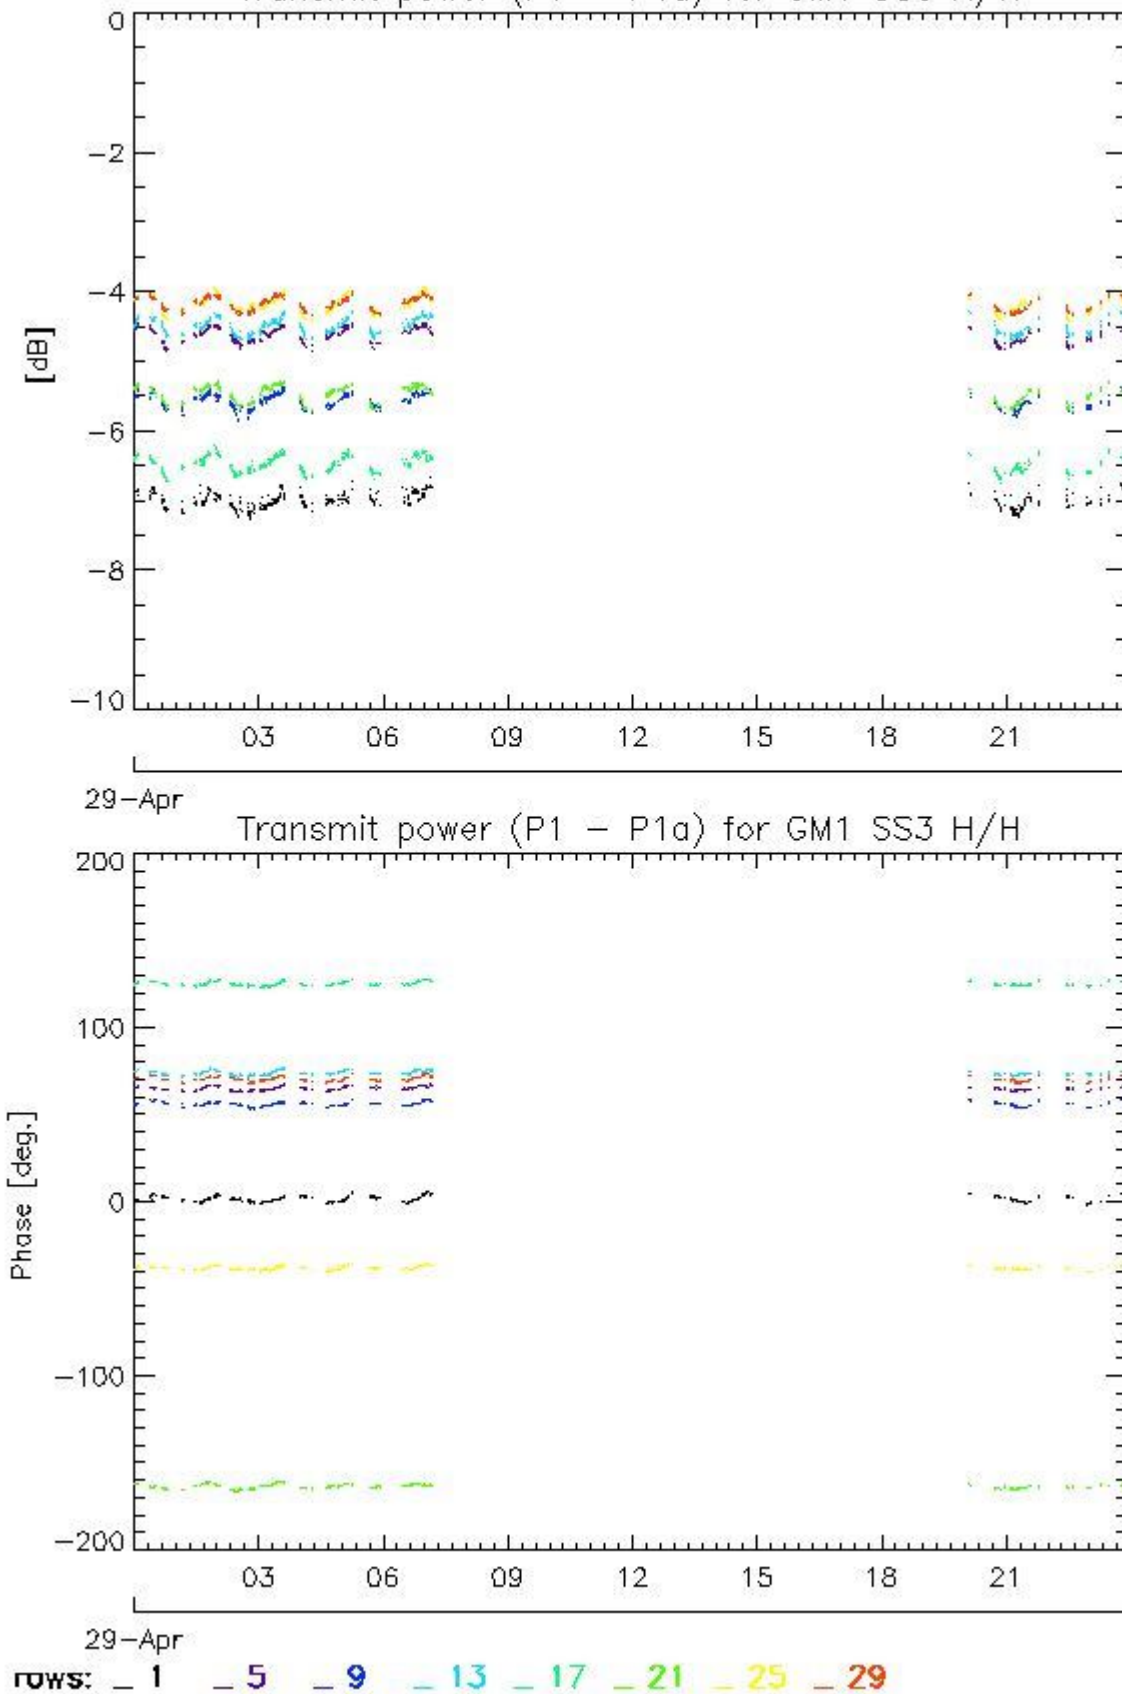 0
−2
−4
−6
−8
−10
[dB]
03 06 09 12 15 18 21
29−Apr
Transmit power (P1 − P1a) for GM1 SS3 H/H
200
100
0
−100
−200
Phase [deg.]
03 06 09 12 15 18 21
29−Apr
rows: _ 1 _ 5 _ 9 _ 13 _ 17 _ 21 _ 25 _ 29